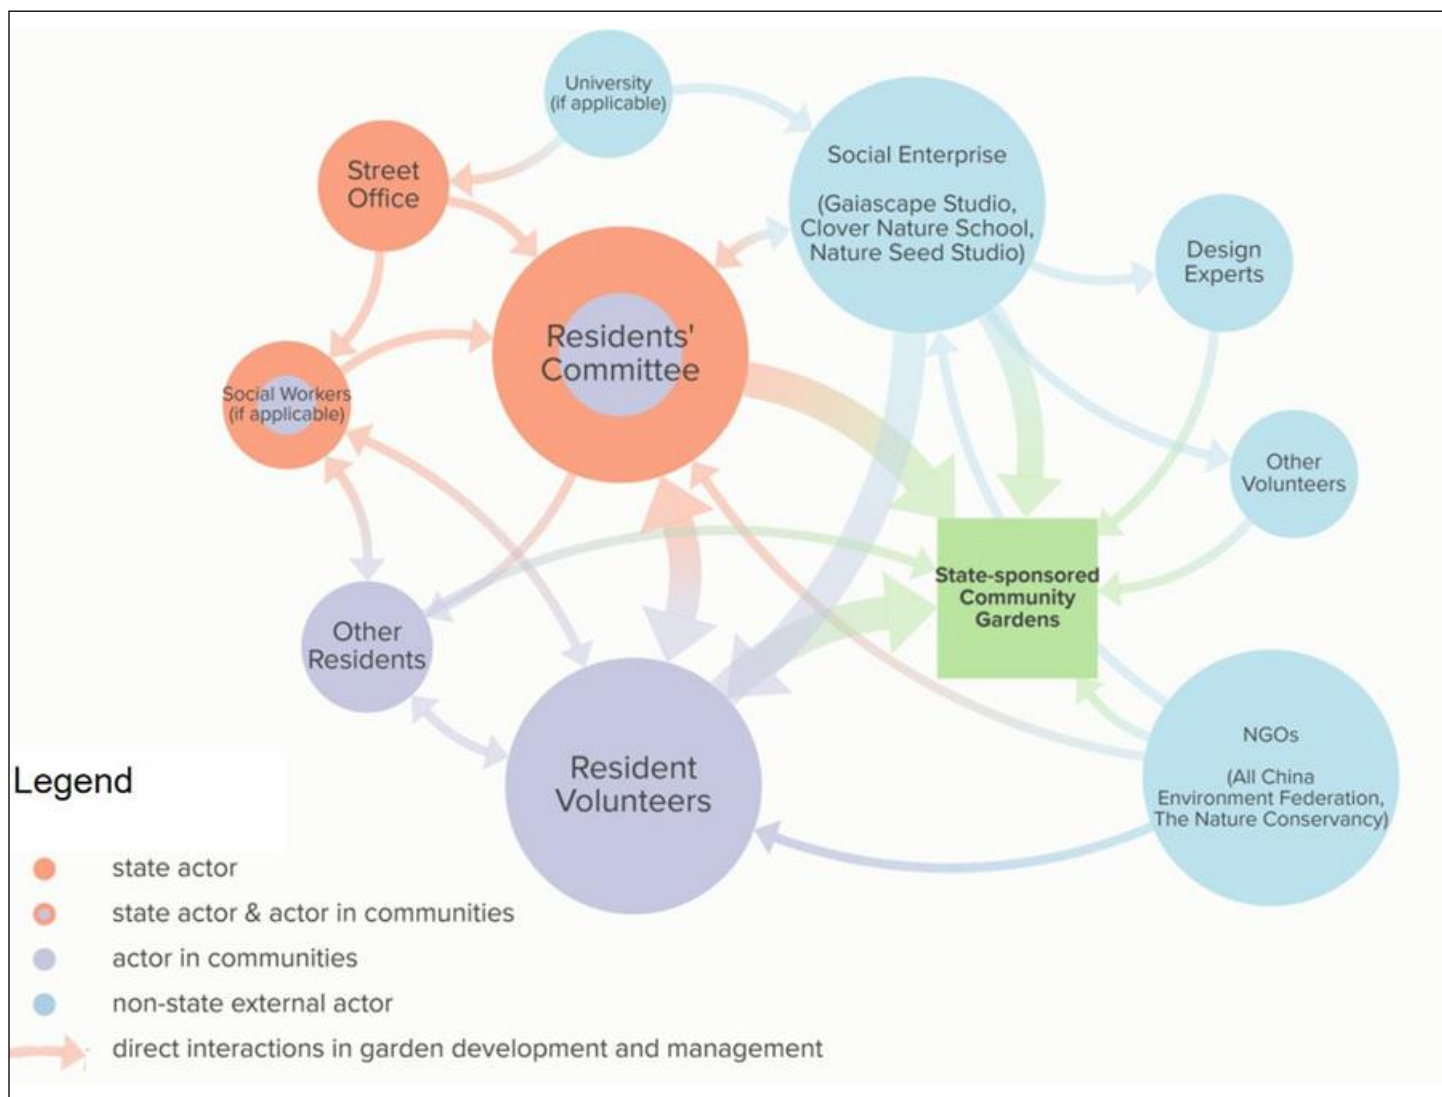 University
(if applicable)
Street
Office
Social Enterprise
(Gaiascape Studio,
Clover Nature School,
Nature Seed Studio)
Design
Experts
Residents'
Committee
Social Workers
(if applicable)
Other
Volunteers
State-sponsored
Community
Gardens
Other
Residents
Resident
Volunteers
NGOs
(All China
Environment Federation,
The Nature Conservancy)
Legend
state actor
state actor & actor in communities
actor in communities
non-state external actor
direct interactions in garden development and management